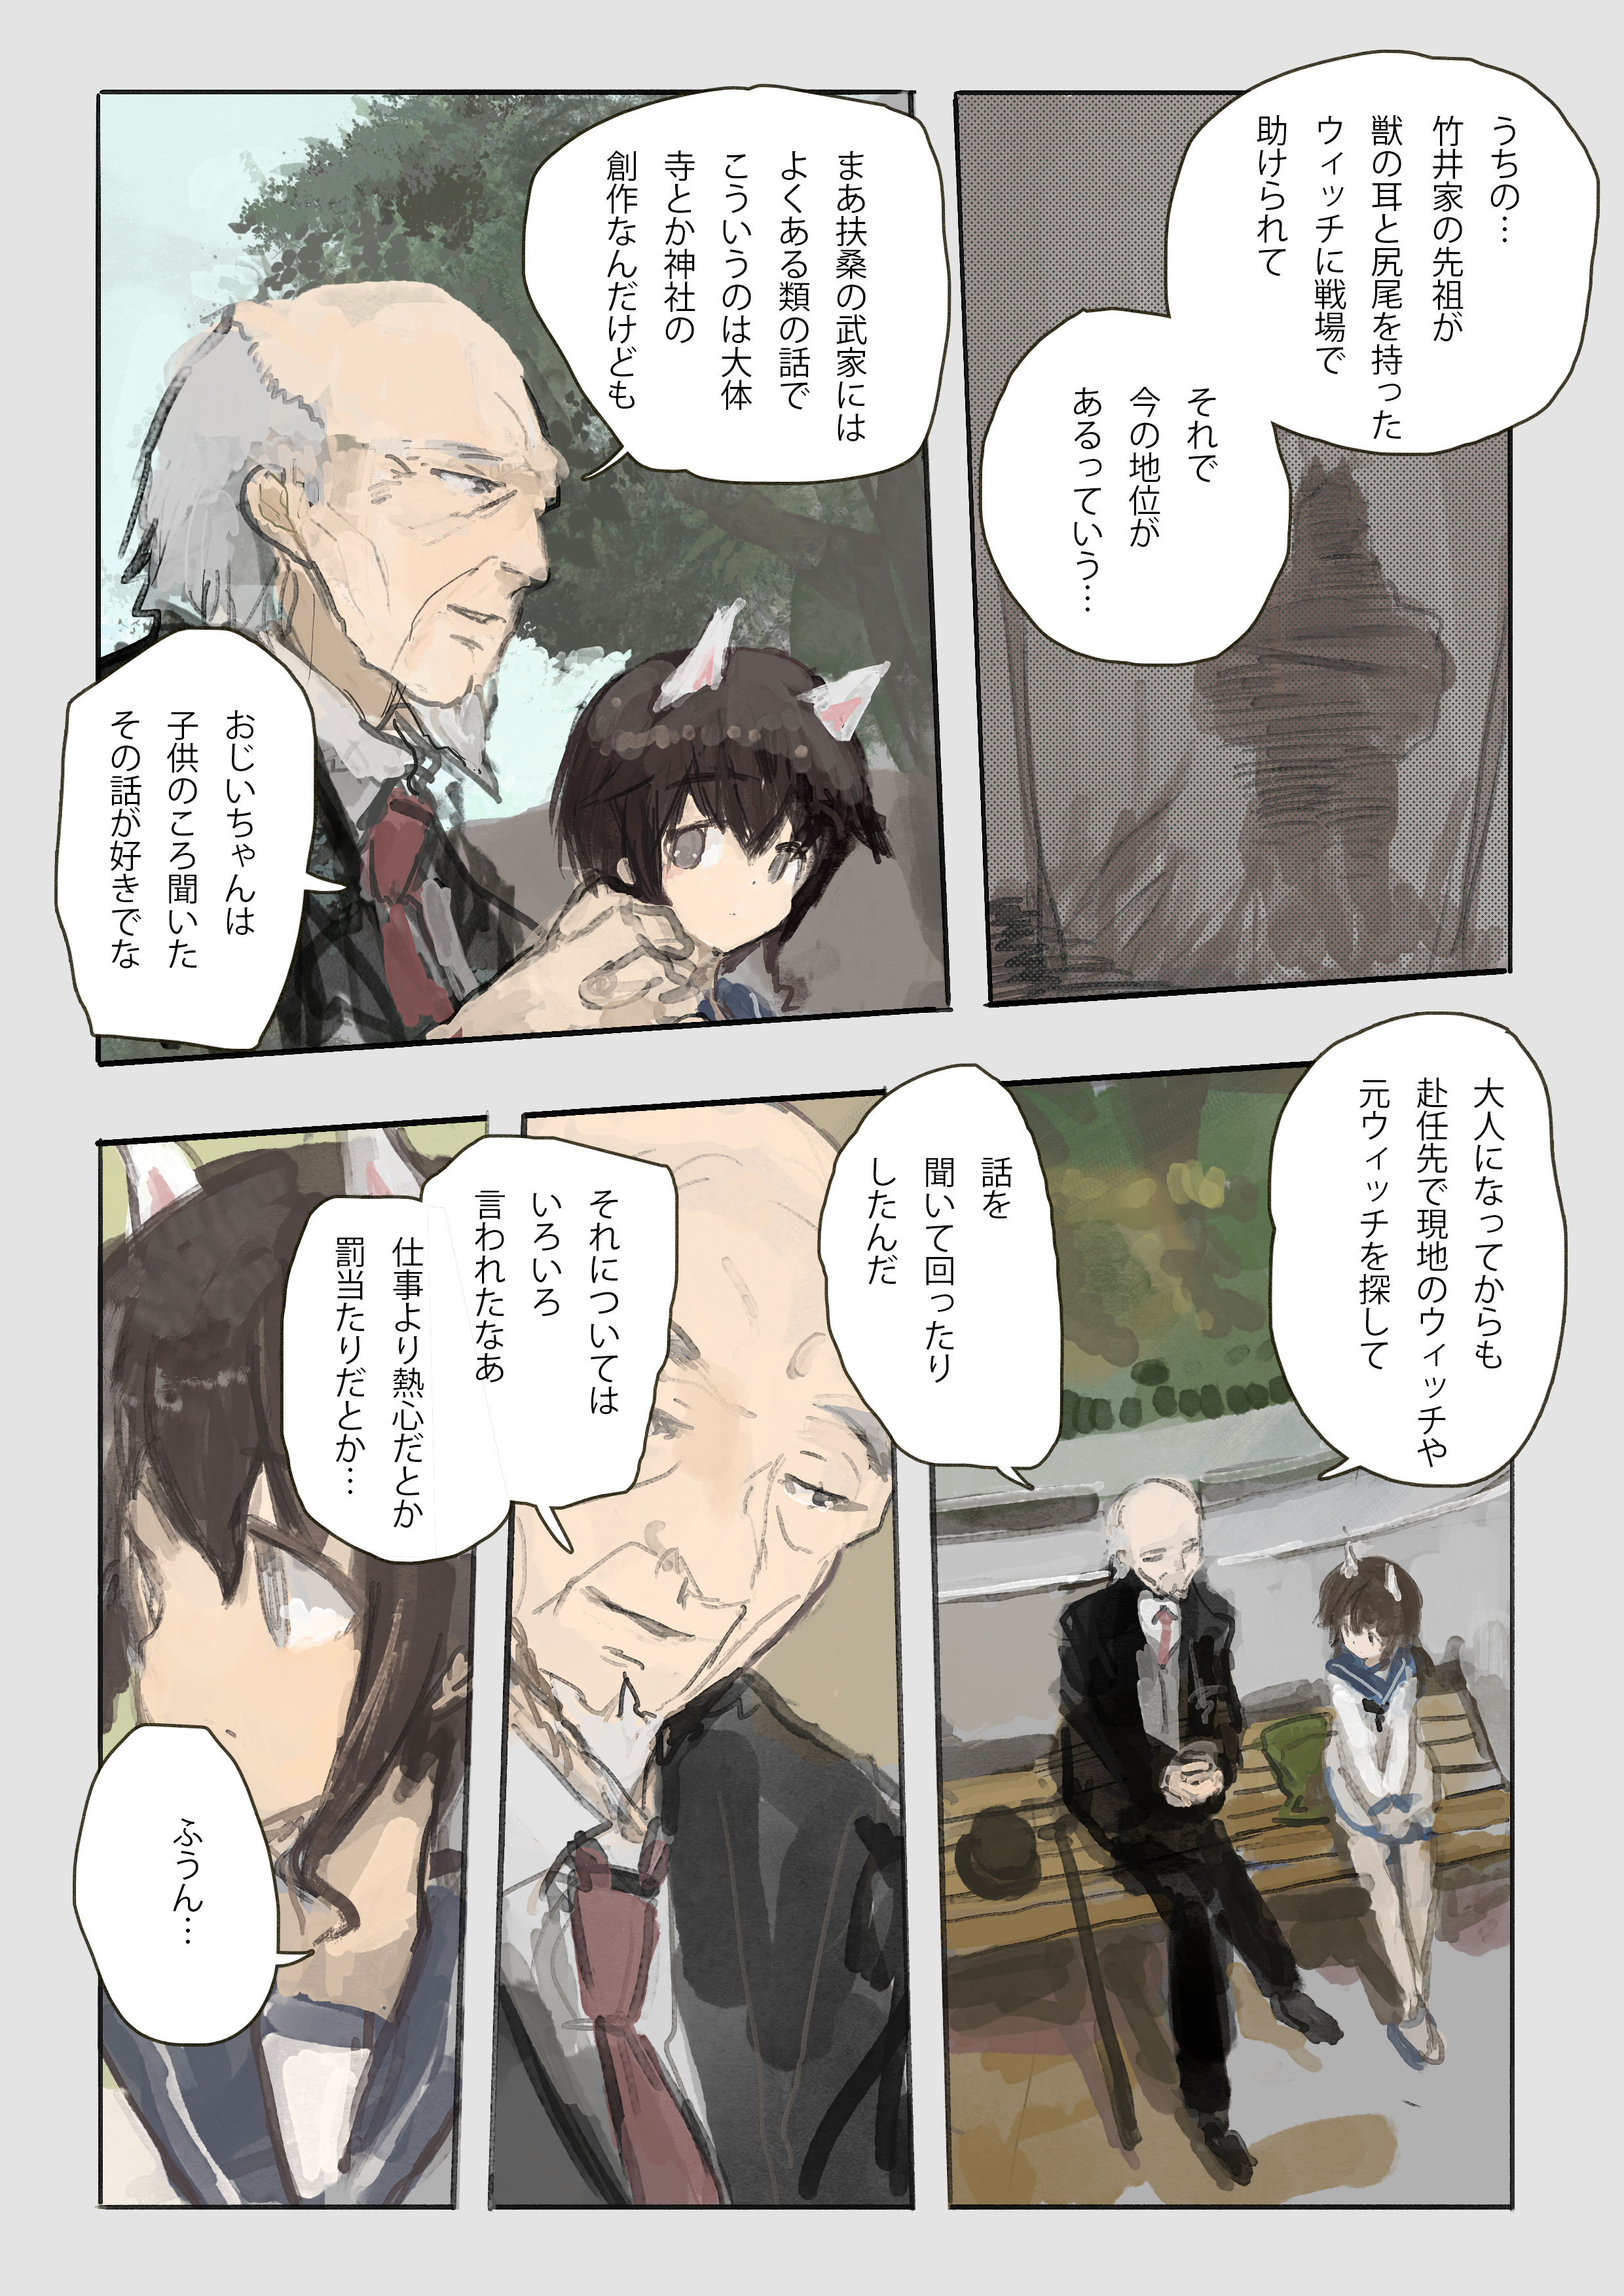 うちの…
竹井家の先祖が
獣の耳と尻尾を持った
ウィッチに戦場で
助けられて
それで
今の地位が
あるっていう…
まあ扶桑の武家には
よくある類の話で
こういうのは大体
寺とか神社の
創作なんだけども
おじいちゃんは
子供のころ聞いた
その話が好きでな
大人になってからも
赴任先で現地のウィッチや
元ウィッチを探して
話を
聞いて回ったり
したんだ
それについては
いろいろ
言われたなあ
仕事より熱心だとか
罰当たりだとか…
ふうん…